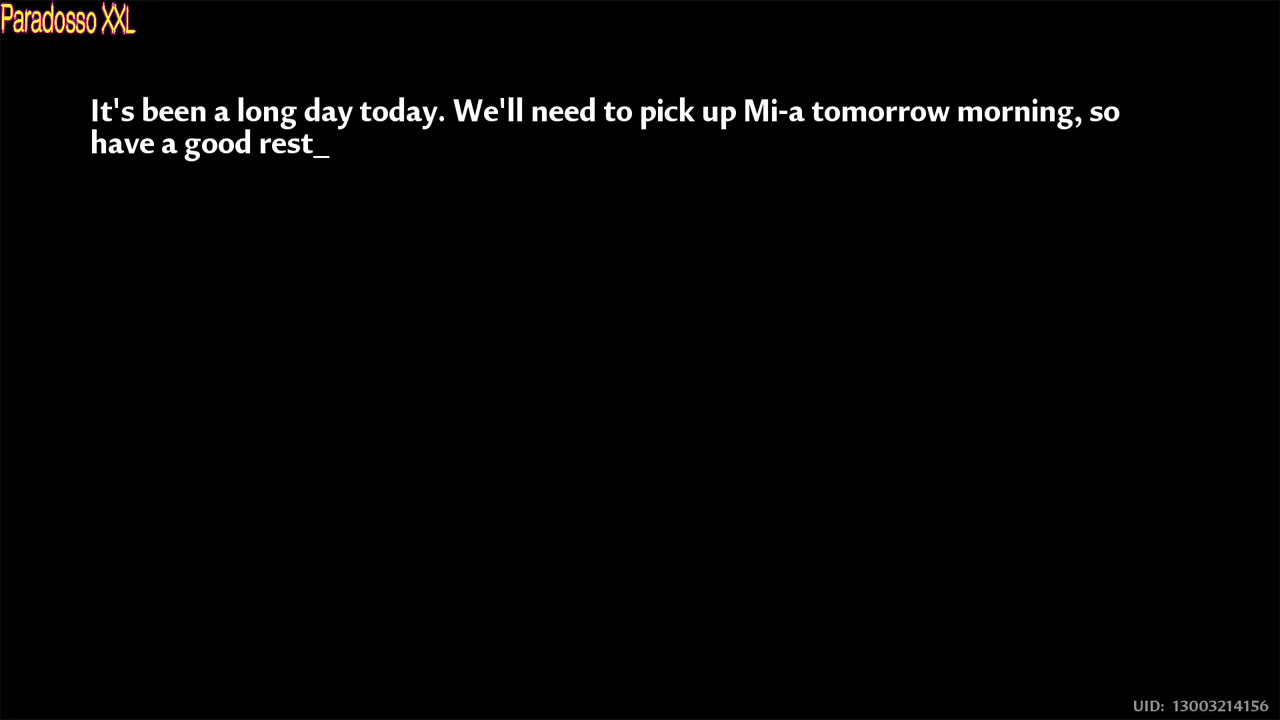 Paradosso XXL
It's been a long day today. We'll need to pick up Mi-a tomorrow morning, so
have a good rest_
UID: 13003214156